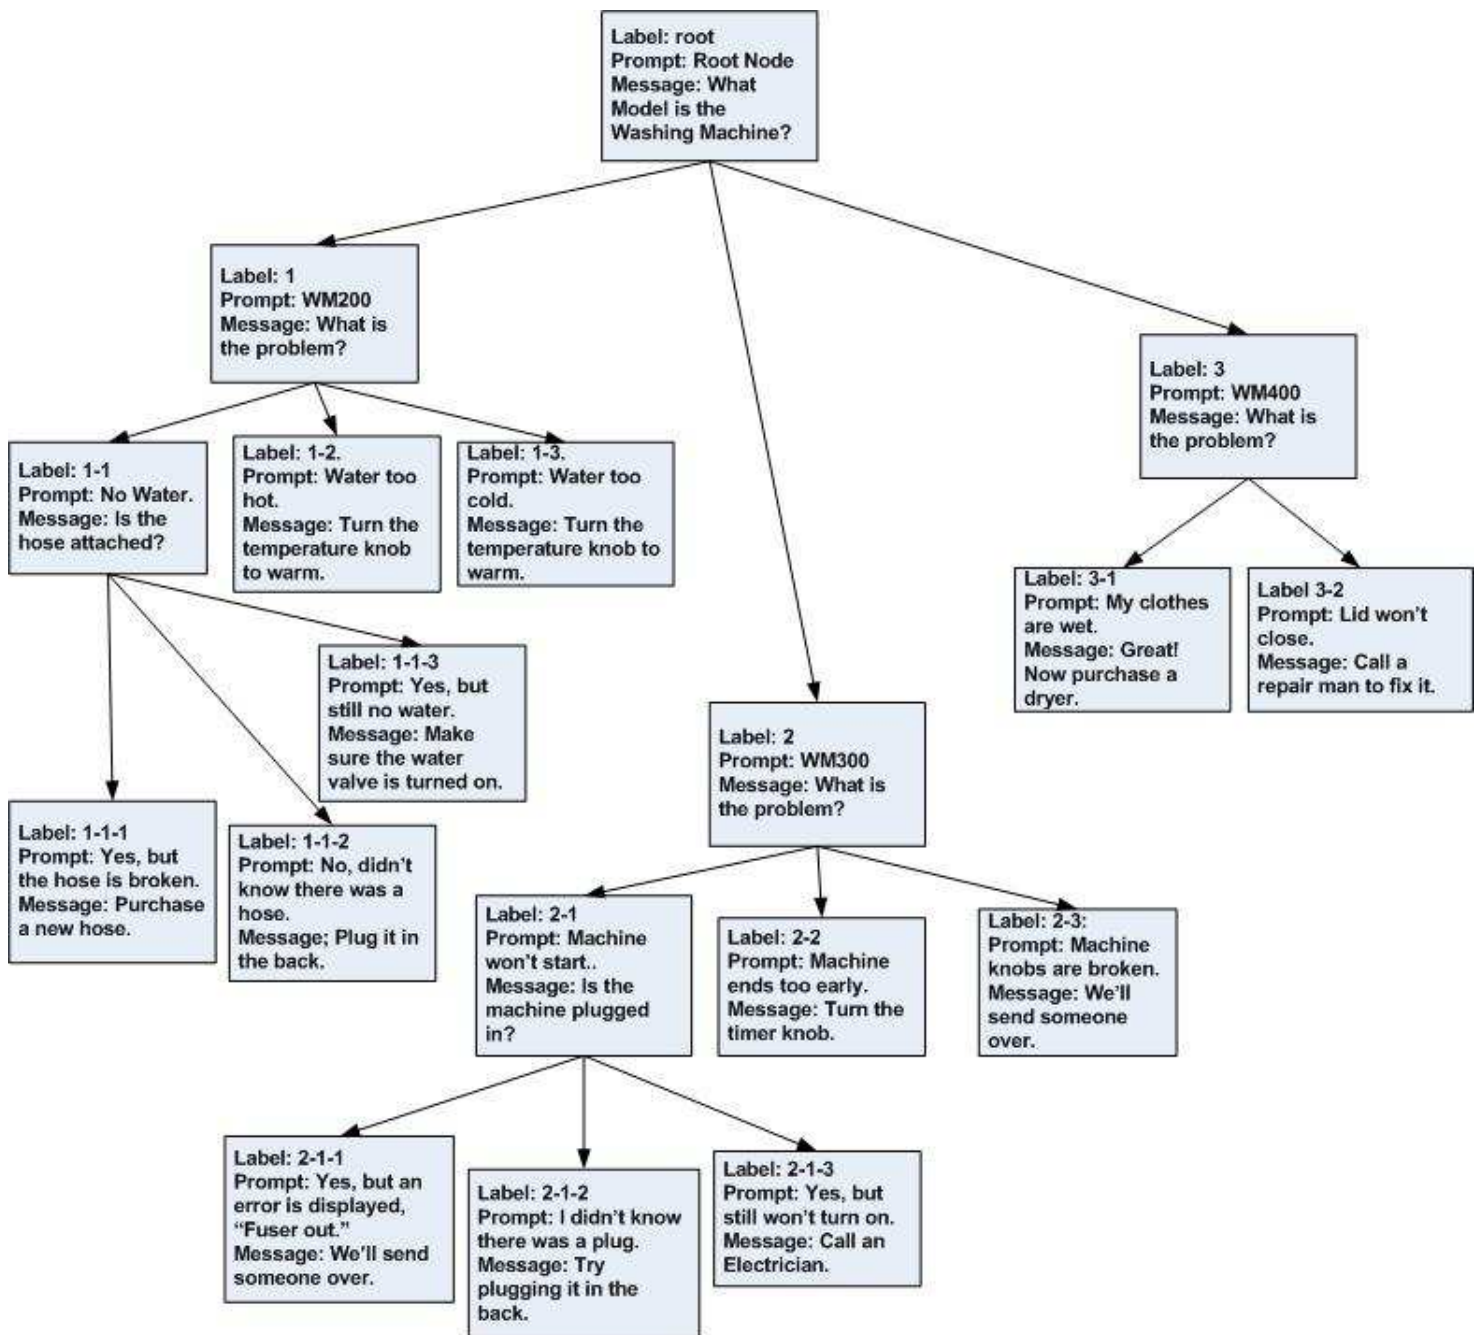 Label: root
Prompt: Root Node
Message: What
Model is the
Washing Machine?
Label: 1
Prompt: WM200
Message: What is
the problem?
Label: 3
Prompt: WM400
Message: What is
the problem?
Label: 1-1
Prompt: No Water.
Message: Is the
hose attached?
Label: 1-2.
Prompt: Water too
hot.
Message: Turn the
temperature knob
to warm.
Label: 1-3.
Prompt: Water too
cold.
Message: Turn the
temperature knob to
warm.
Label: 3-1
Prompt: My clothes
are wet.
Message: Great!
Now purchase a
dryer.
Label 3-2
Prompt: Lid won't
close.
Message: Call a
repair man to fix it.
Label: 1-1-3
Prompt: Yes, but
still no water.
Message: Make
sure the water
valve is turned on.
Label: 2
Prompt: WM300
Message: What is
the problem?
Label: 1-1-1
Prompt: Yes, but
the hose is broken.
Message: Purchase
a new hose.
Label: 1-1-2
Prompt: No, didn't
know there was a
hose.
Message; Plug it in
the back.
Label: 2-1
Prompt: Machine
won't start..
Message: Is the
machine plugged
in?
Label: 2-2
Prompt: Machine
ends too early.
Message: Turn the
timer knob.
Label: 2-3:
Prompt: Machine
knobs are broken.
Message: We'll
send someone
over.
Label: 2-1-1
Prompt: Yes, but an
error is displayed,
“Fuser out.”
Message: We'll send
someone over.
Label: 2-1-2
Prompt: I didn't know
there was a plug.
Message: Try
plugging it in the
back.
Label: 2-1-3
Prompt: Yes, but
still won't turn on.
Message: Call an
Electrician.